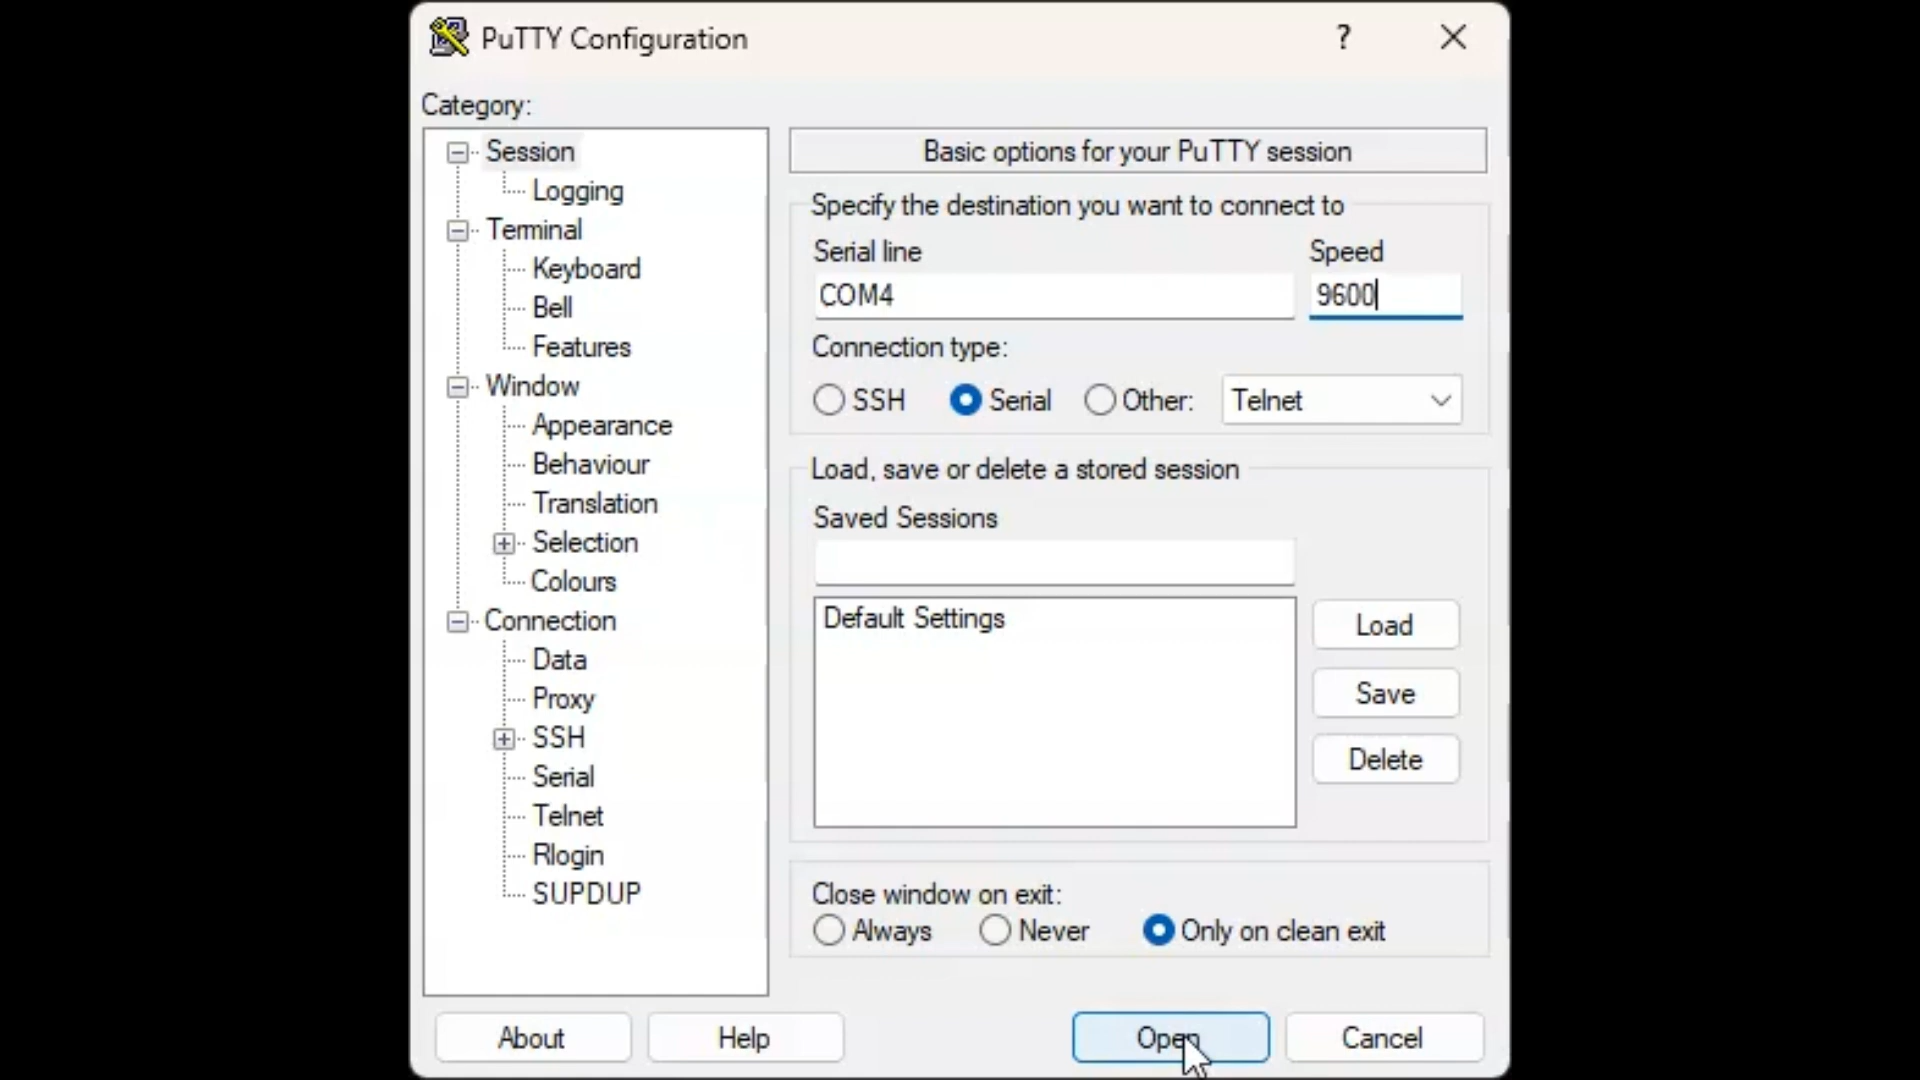 PuTTY Configuration
?
Category:
Session
Logging
Terminal
Keyboard
Bell
Features
Window
Appearance
Behaviour
Translation
Selection
Colours
Connection
Data
Proxy
SSH
Serial
Telnet
Rlogin
SUPDUP
Basic options for your PuTTY session
Specify the destination you want to connect to
Serial line Speed
COM4 9600
Connection type:
SSH Serial Other: Telnet
Load, save or delete a stored session
Saved Sessions
Default Settings
Load
Save
Delete
Close window on exit:
Always Never Only on clean exit
About Help Open Cancel